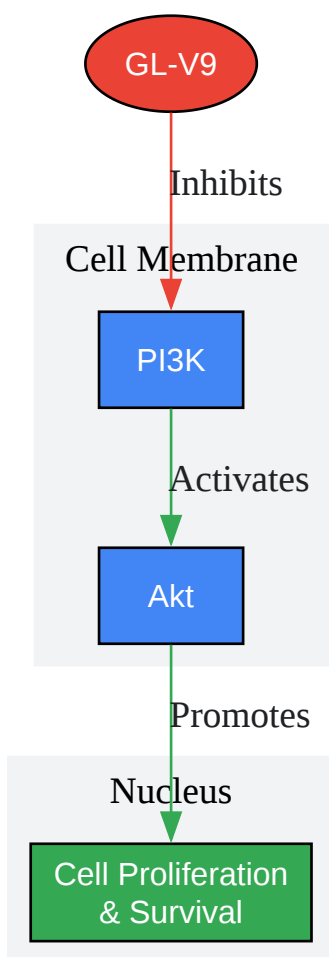 GL-V9
Inhibits
Cell Membrane
PI3K
Activates
Akt
Promotes
Nucleus
Cell Proliferation
& Survival